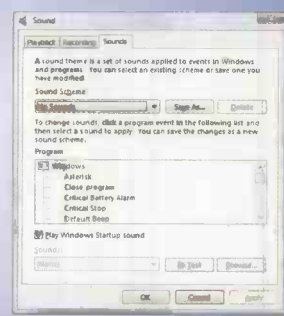 Sound
Playback Recording Sounds
A sound theme is a set of sounds applied to events in Windows
and programs. You can select an existing scheme or save one you
have modified.
Sound Scheme:
Save As... Delete
To change sounds, click a program event in the following list and
then select a sound to apply. You can save the changes as a new
sound scheme.
Program
Windows
Asterisk
Close program
Critical Battery Alarm
Critical Stop
Default Beep
Play Windows Startup sound
Sounds:
(None) Test Browse...
OK Cancel Apply